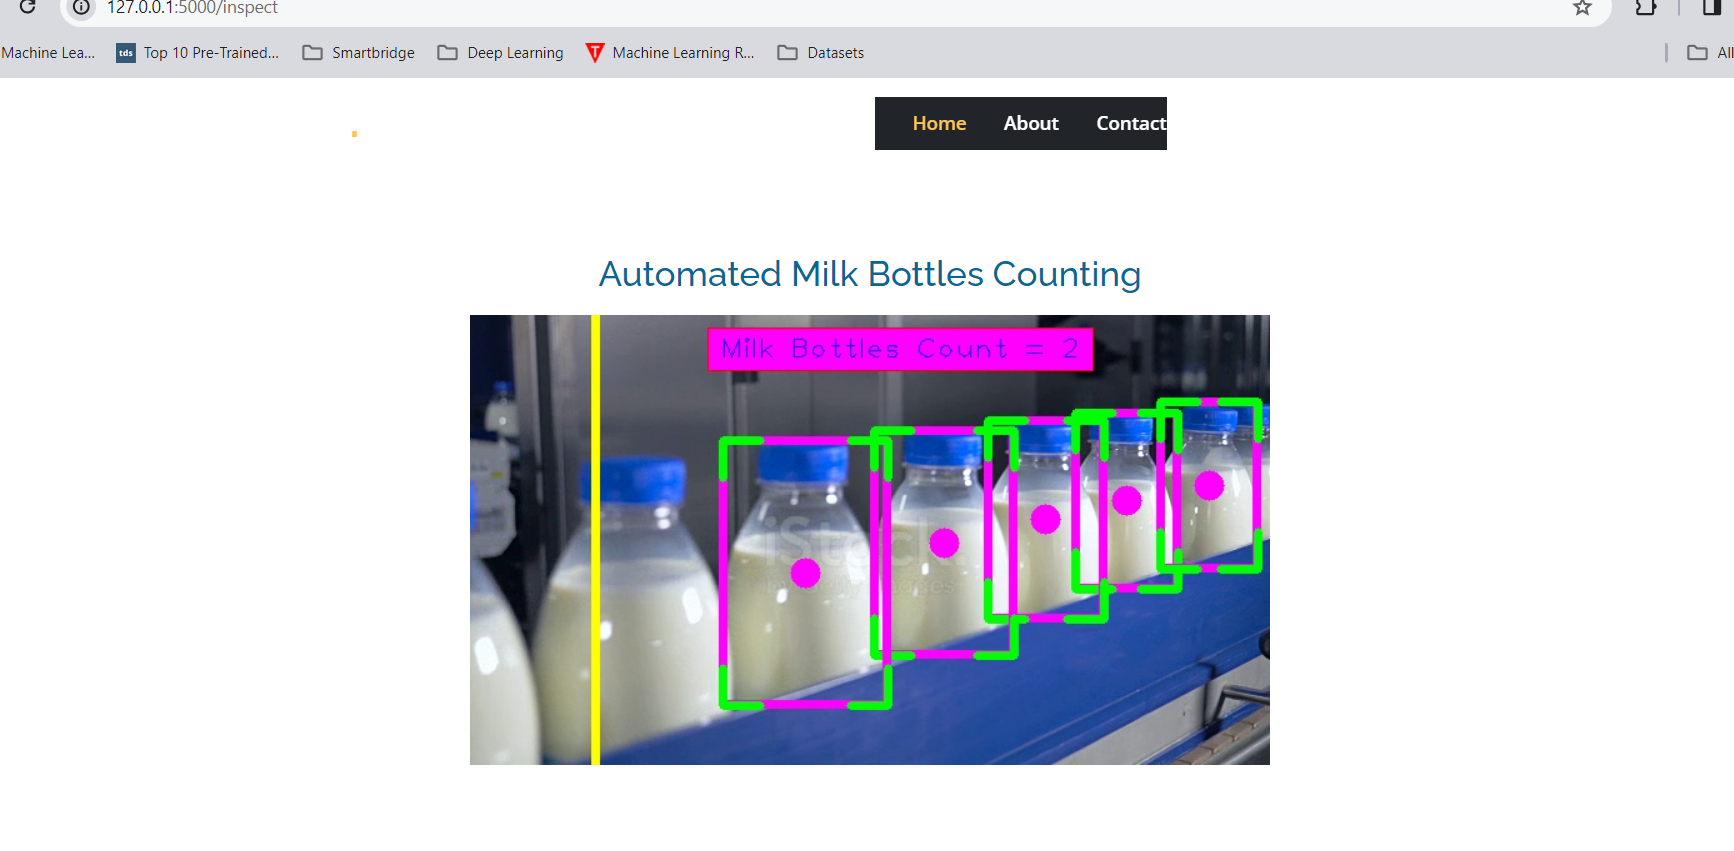 127.0.0.1:5000/inspect
Machine Lea... tds Top 10 Pre-Trained... Smartbridge Deep Learning T Machine Learning R... Datasets All
Home About Contact
Automated Milk Bottles Counting
Milk Bottles Count = 2
iStock.